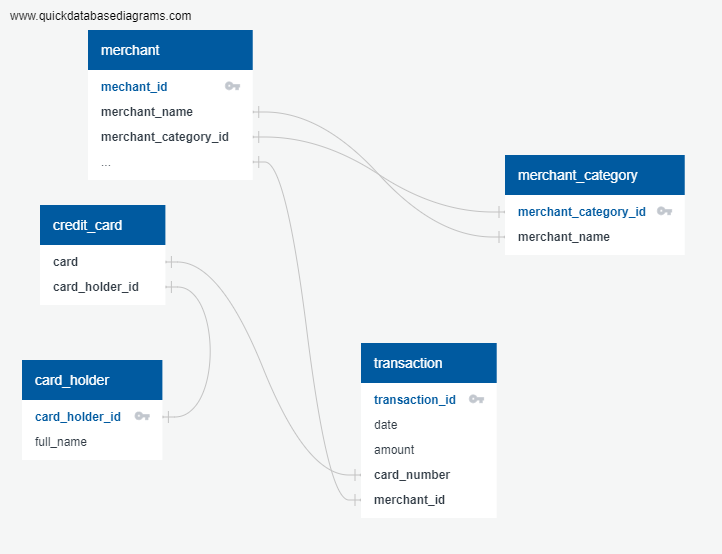 www.quickdatabasediagrams.com
merchant
mechant_id
merchant_name
merchant_category_id
...
merchant_category
merchant_category_id
merchant_name
credit_card
card
card_holder_id
card_holder
card_holder_id
full_name
transaction
transaction_id
date
amount
card_number
merchant_id